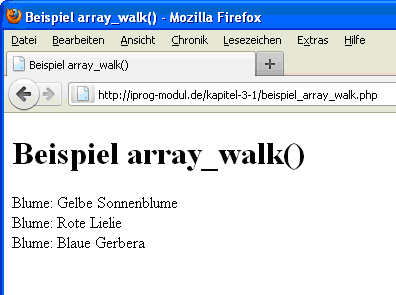 Beispiel array_walk() - Mozilla Firefox
Datei Bearbeiten Ansicht Chronik Lesezeichen Extras Hilfe
Beispiel array_walk()
http://iprog-modul.de/kapitel-3-1/beispiel_array_walk.php
Beispiel array_walk()
Blume: Gelbe Sonnenblume
Blume: Rote Lielie
Blume: Blaue Gerbera